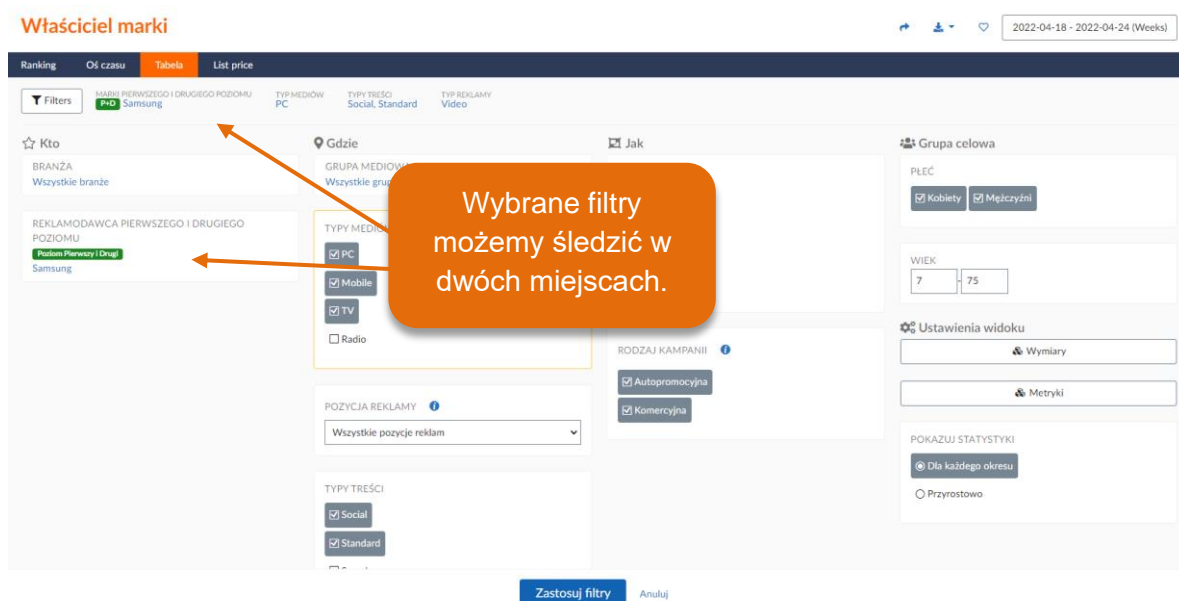 Właściciel marki
2022-04-18 - 2022-04-24 (Weeks)
Ranking Oś czasu Tabela List price
Filters
MARKI PIERWSZEGO I DRUGIEGO POZIOMU
P+D Samsung
TYP MEDIÓW
PC
TYPY TREŚCI
Social, Standard
TYP REKLAMY
Video
Kto
BRANŻA
Wszystkie branże
REKLAMODAWCA PIERWSZEGO I DRUGIEGO
POZIOMU
Poziom Pierwszy i Drugi
Samsung
Gdzie
GRUPA MEDIOW
Wszystkie gru
TYPY MEDIÓ
PC
Mobile
TV
Radio
POZYCJA REKLAMY
Wszystkie pozycje reklam
TYPY TREŚCI
Social
Standard
Jak
Wybrane filtry
możemy śledzić w
dwóch miejscach.
RODZAJ KAMPANII
Autopromocyjna
Komercyjna
Grupa celowa
PŁEĆ
Kobiety Mężczyźni
WIEK
7 - 75
Ustawienia widoku
Wymiary
Metryki
POKAZUJ STATYSTYKI
Dla każdego okresu
Przyrostowo
Zastosuj filtry Anuluj